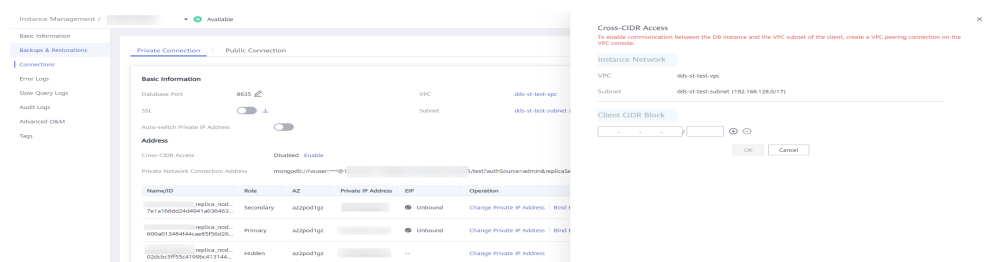 Instance Management /
Available
Basic Information
Backups & Restorations
Connections
Error Logs
Slow Query Logs
Audit Logs
Advanced O&M
Tags
Private Connection
Public Connection
Basic Information
Database Port 8635
VPC dds-st-test-vpc
SSL
Subnet dds-st-test-subnet
Auto-switch Private IP Address
Address
Cross-CIDR Access Disabled Enable
Private Network Connection Address mongodb://rwuser:****@1 /test?authSource=admin&replicaSe
Name/ID Role AZ Private IP Address EIP Operation
replica_nod...
7e1a166dd24d4941a036463... Secondary az2pod1gz Unbound Change Private IP Address Bind
replica_nod...
600a013484f44cae85f56d26... Primary az2pod1gz Unbound Change Private IP Address Bind
replica_nod...
02dcbc5ff55c4199bc413144... Hidden az2pod1gz -- Change Private IP Address
Cross-CIDR Access
To enable communication between the DB instance and the VPC subnet of the client, create a VPC peering connection on the
VPC console.
Instance Network
VPC dds-st-test-vpc
Subnet dds-st-test-subnet (192.168.128.0/17)
Client CIDR Block
. . . /
OK Cancel